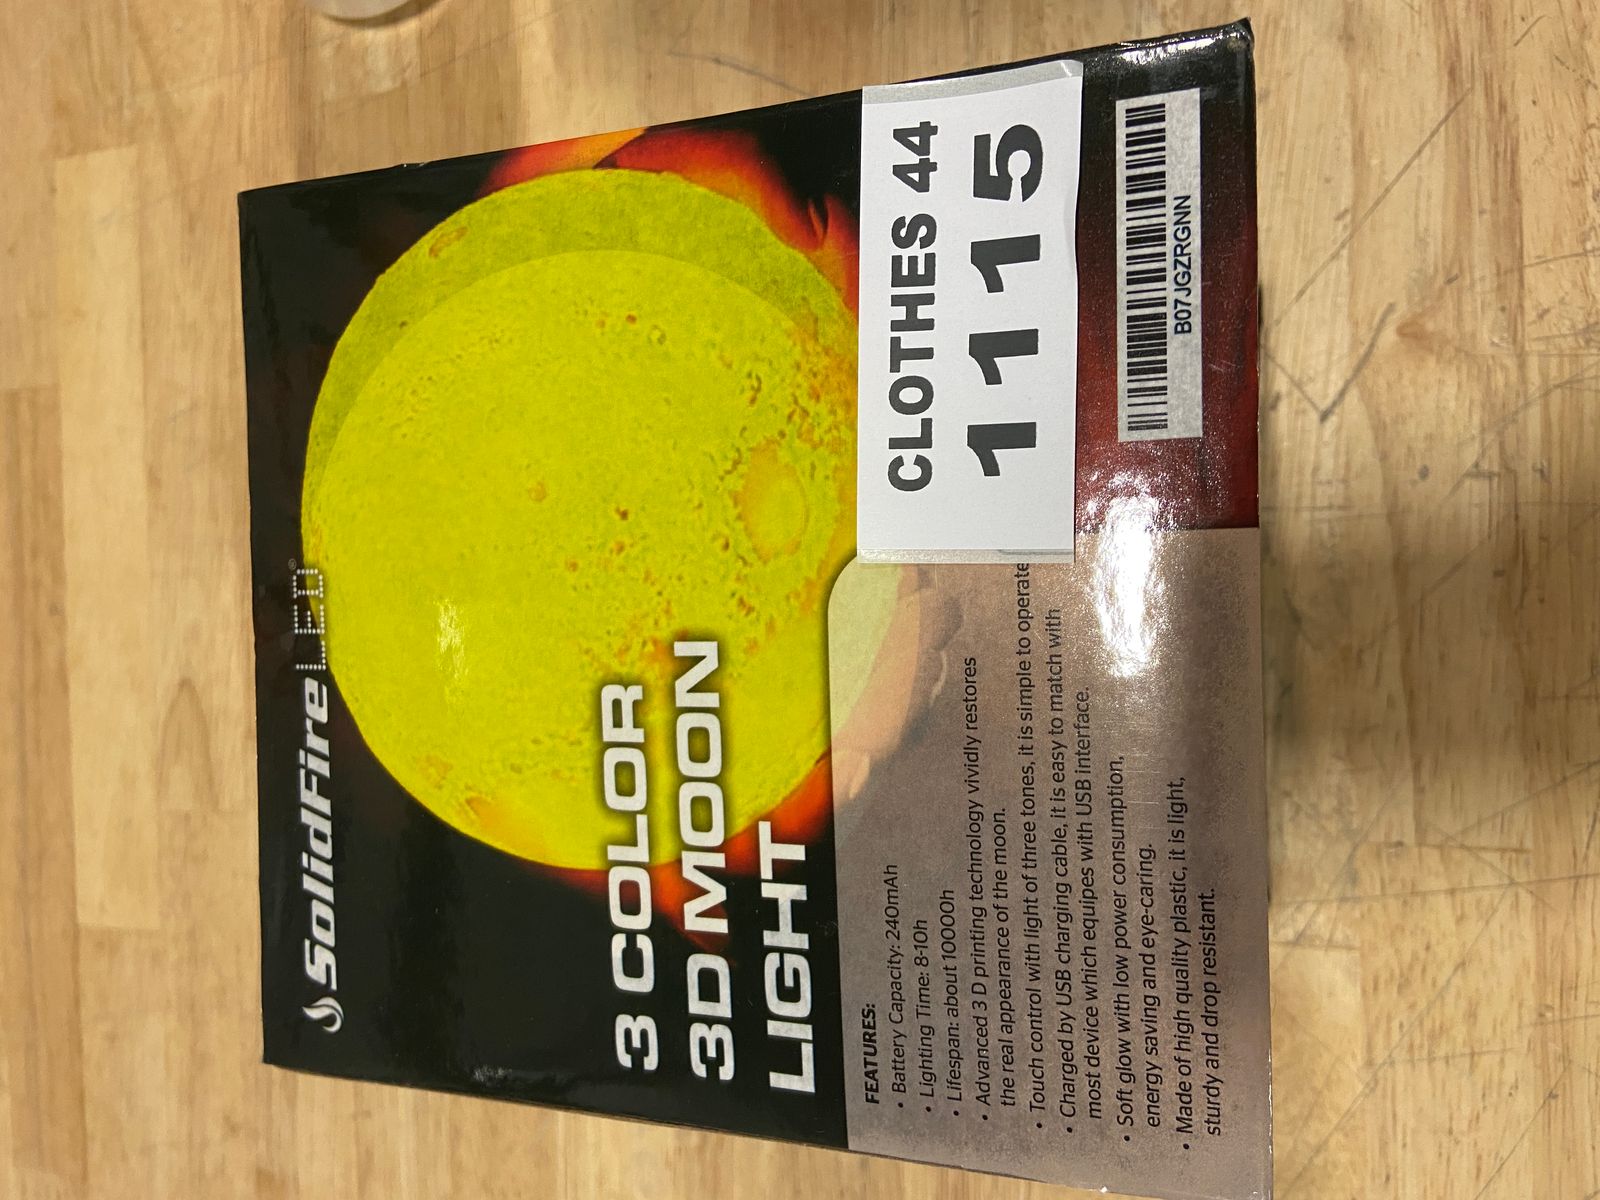 SolidFire LED®
3 COLOR
3D MOON
LIGHT
FEATURES:
• Battery Capacity: 240mAh
• Lighting Time: 8-10h
• Lifespan: about 10000h
• Advanced 3 D printing technology vividly restores
the real appearance of the moon.
• Touch control with light of three tones, it is simple to operate
• Charged by USB charging cable, it is easy to match with
most device which equipes with USB interface.
• Soft glow with low power consumption,
energy saving and eye-caring.
• Made of high quality plastic, it is light,
sturdy and drop resistant.
CLOTHES 44
1115
B07JGZRGNN